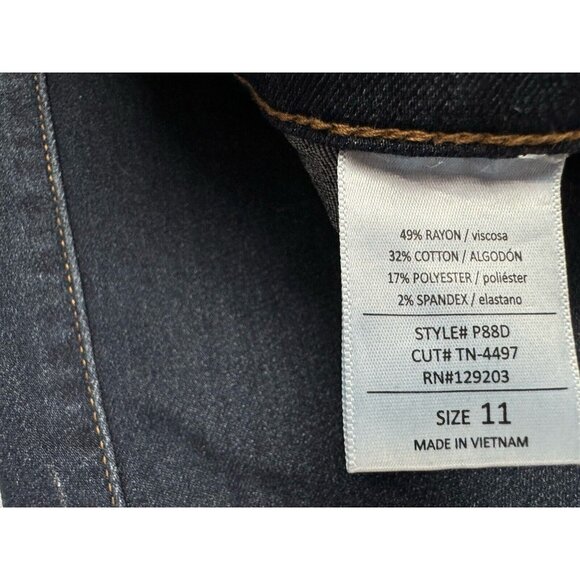 49% RAYON / viscosa
32% COTTON / ALGODÓN
17% POLYESTER / poliéster
2% SPANDEX / elastano
STYLE# P88D
CUT# TN-4497
RN#129203
SIZE 11
MADE IN VIETNAM